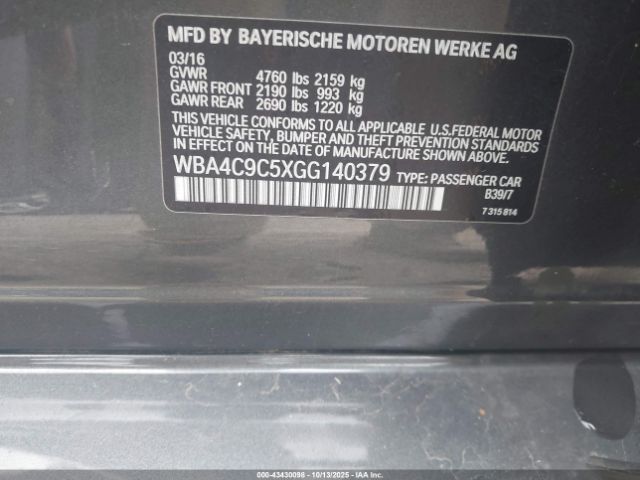 MFD BY BAYERISCHE MOTOREN WERKE AG
03/16
GVWR 4760 lbs 2159 kg
GAWR FRONT 2190 lbs 993 kg
GAWR REAR 2690 lbs 1220 kg
THIS VEHICLE CONFORMS TO ALL APPLICABLE U.S.FEDERAL MOTOR
VEHICLE SAFETY, BUMPER AND THEFT PREVENTION STANDARDS
IN EFFECT ON THE DATE OF MANUFACTURE SHOWN ABOVE.
WBA4C9C5XGG140379 TYPE: PASSENGER CAR
B39/7
7 315 814
000-43430098 - 10/13/2025 - IAAI.com